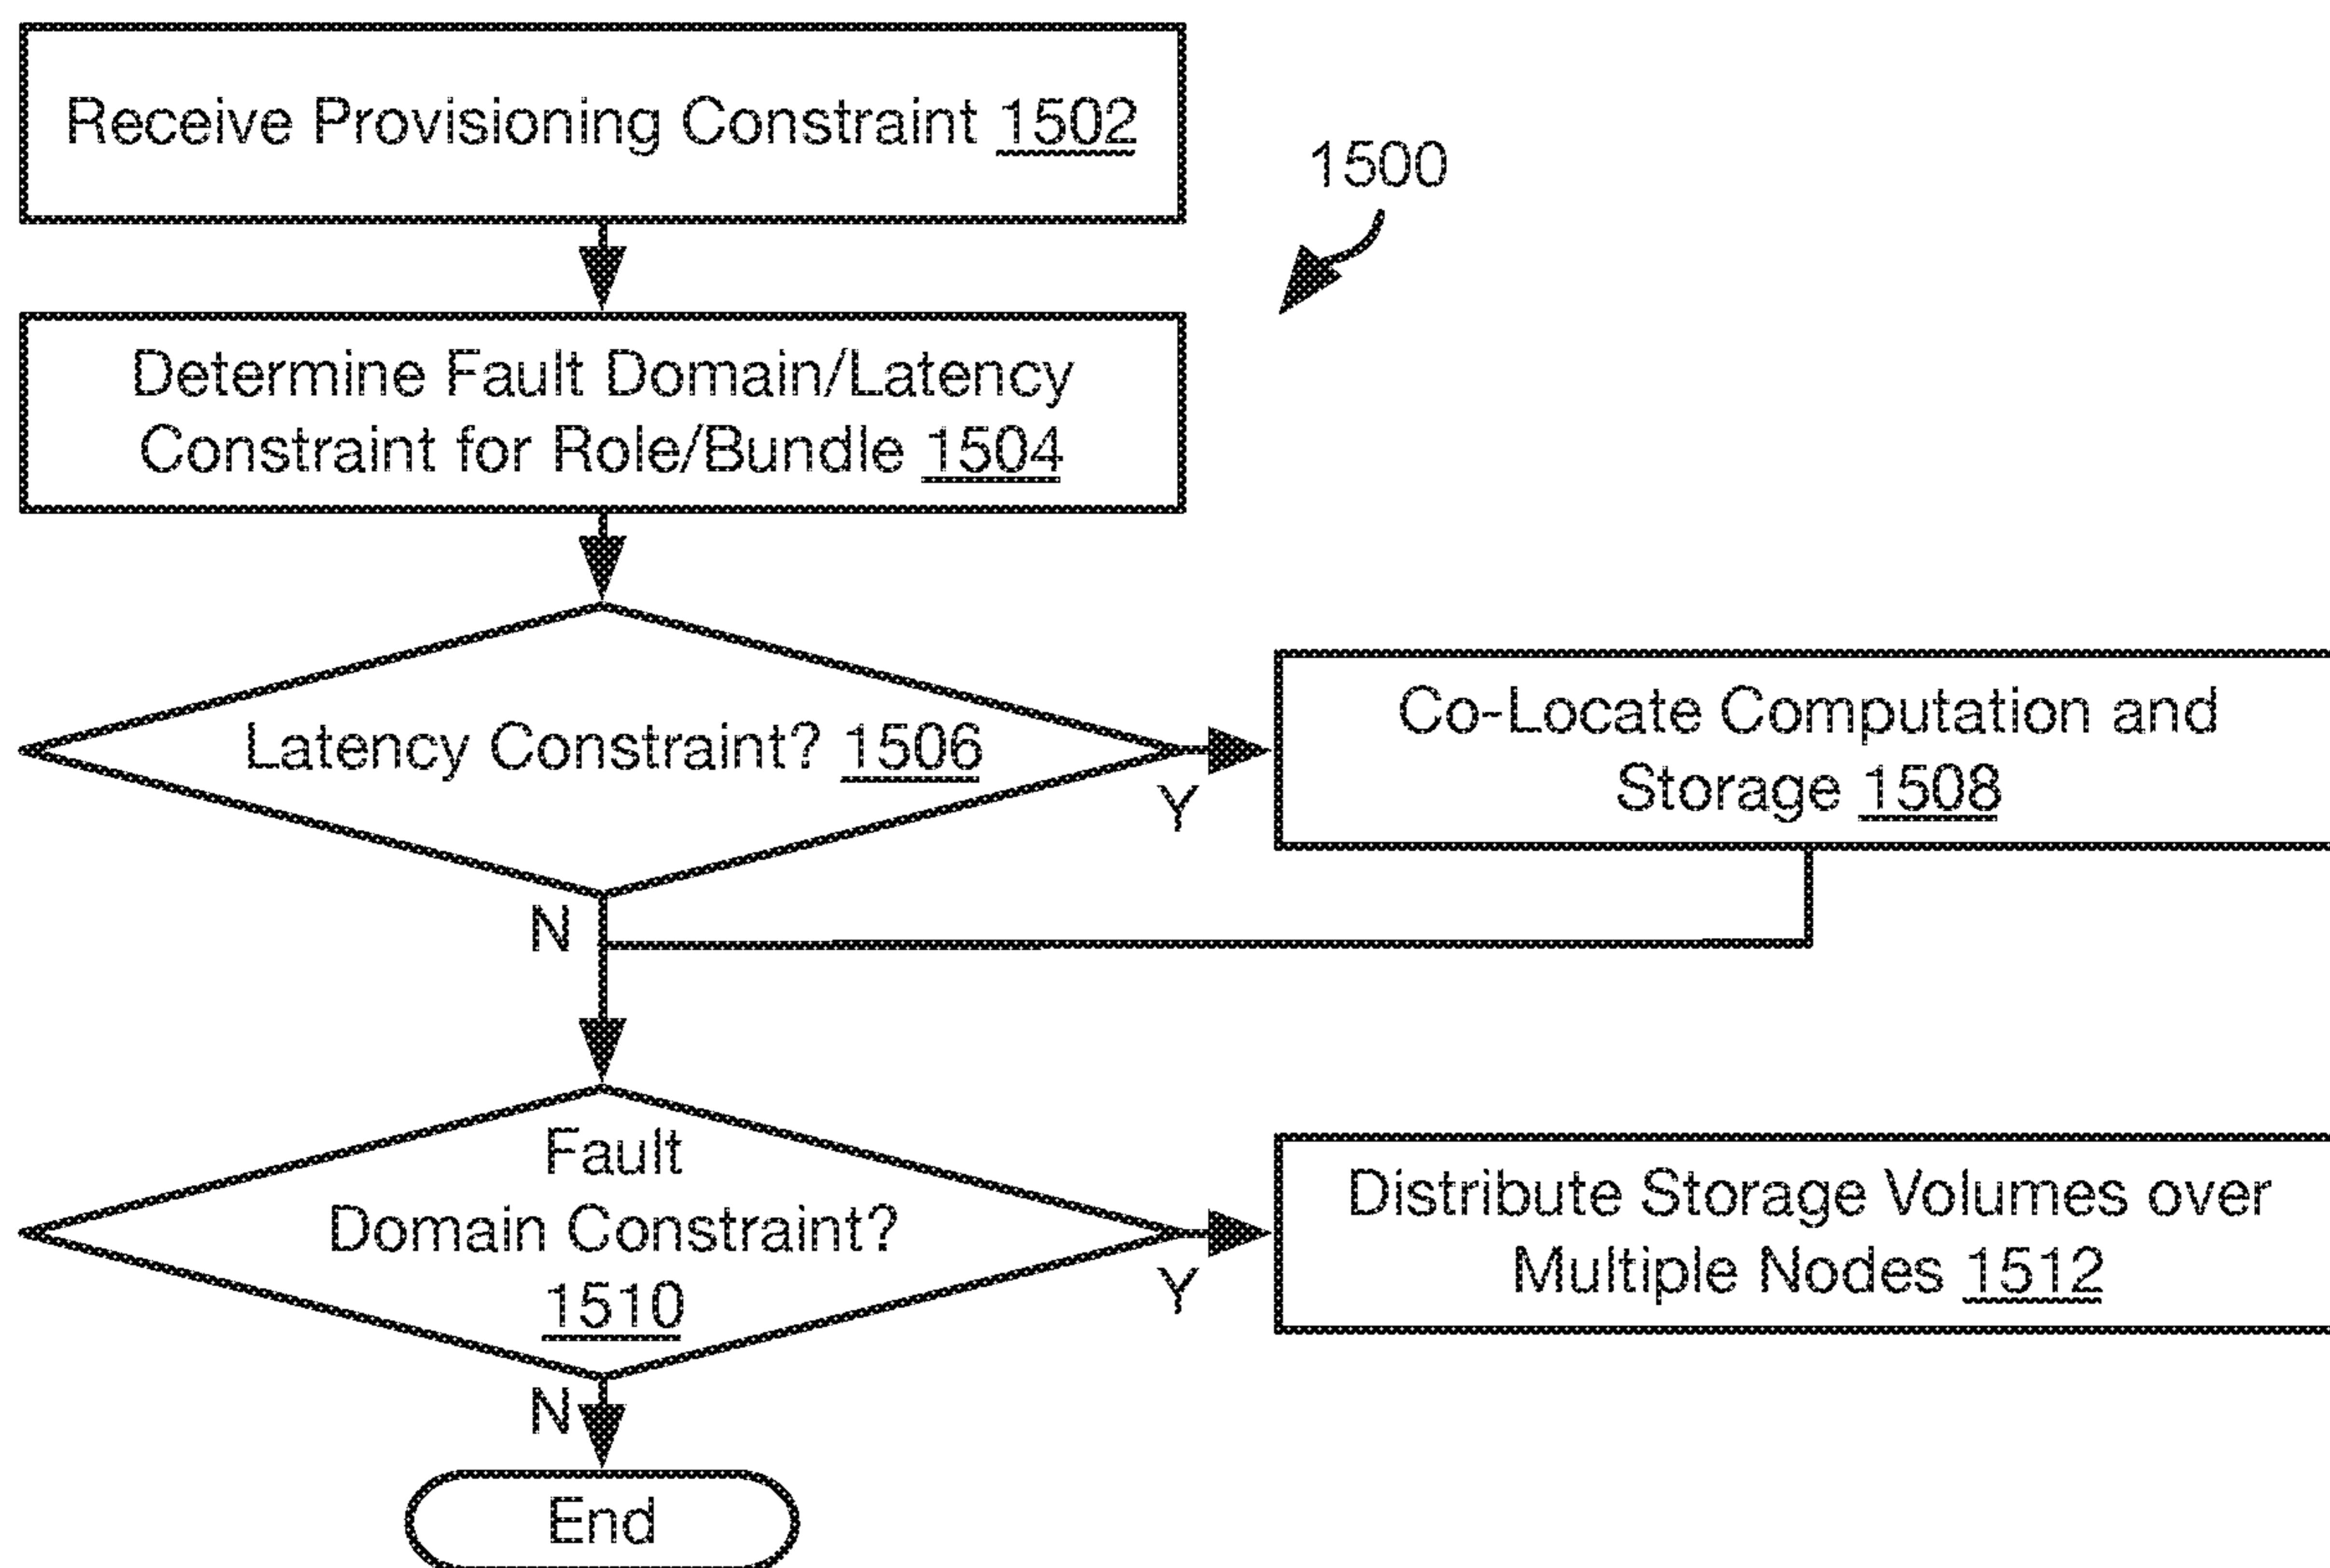 Receive Provisioning Constraint 1502
1500
Determine Fault Domain/Latency
Constraint for Role/Bundle 1504
Latency Constraint? 1506
Y
Co-Locate Computation and
Storage 1508
N
Fault
Domain Constraint?
1510
Y
Distribute Storage Volumes over
Multiple Nodes 1512
N
End